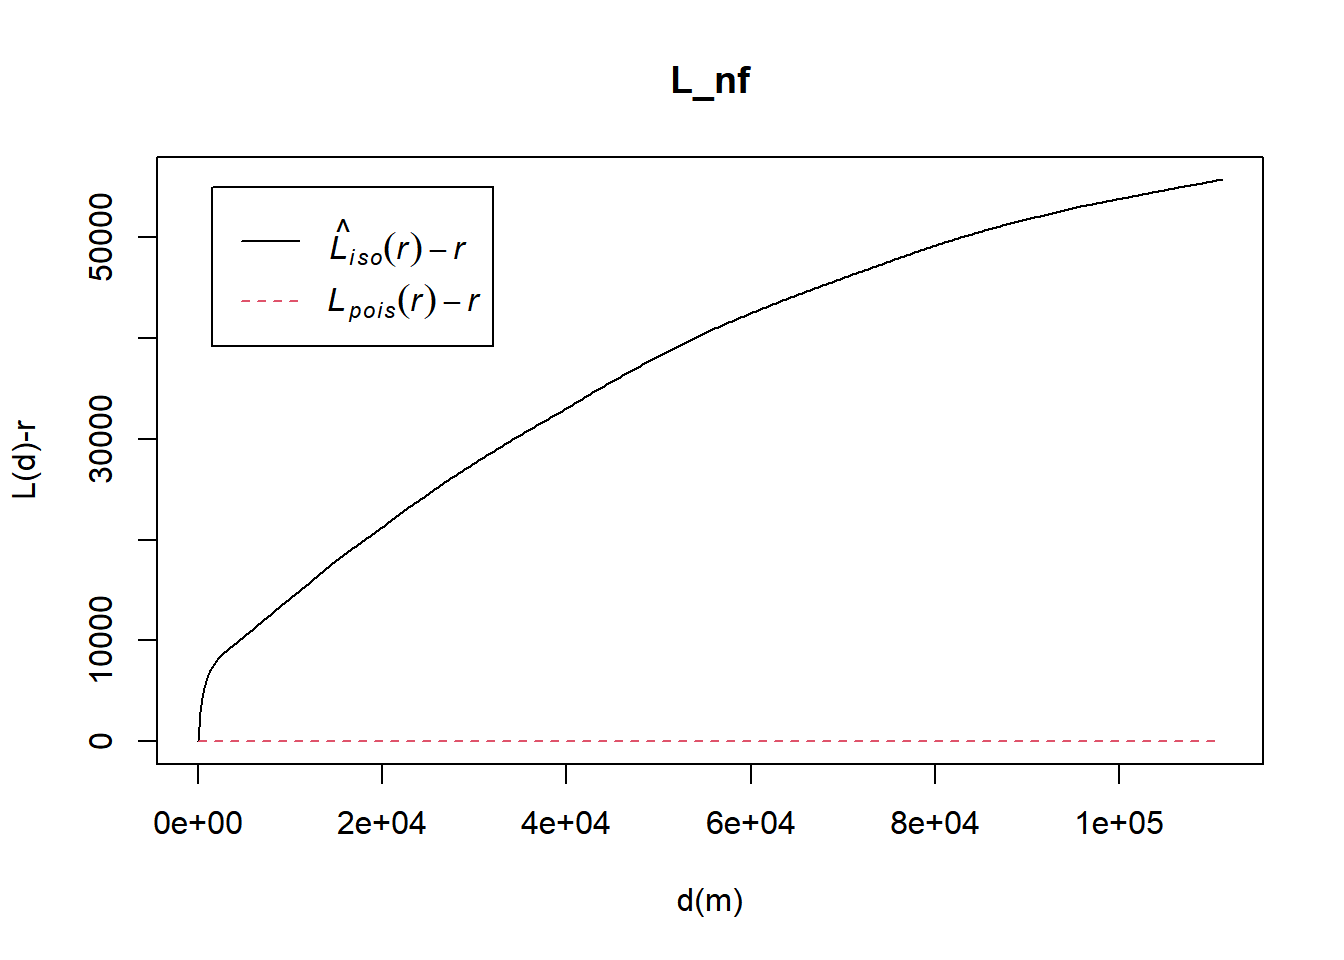 L_nf
L̂iso(r) − r
Lpois(r) − r
L(d)-r
50000
30000
10000
0
0e+00 2e+04 4e+04 6e+04 8e+04 1e+05
d(m)